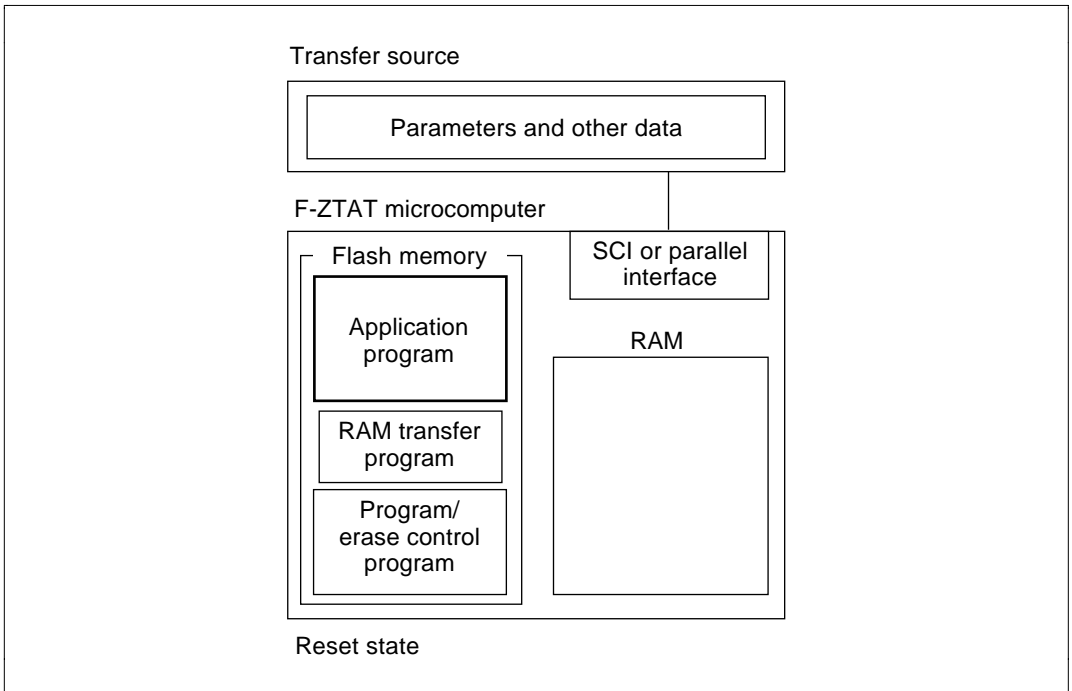 Transfer source
Parameters and other data
F-ZTAT microcomputer
Flash memory
SCI or parallel
interface
Application
program
RAM
RAM transfer
program
Program/
erase control
program
Reset state